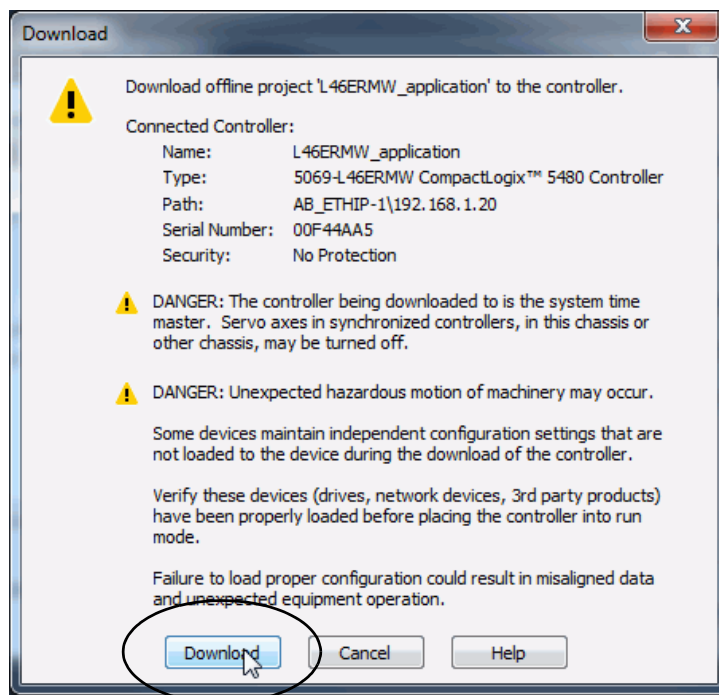 Download
X
Download offline project 'L46ERMW_application' to the controller.
Connected Controller:
Name: L46ERMW_application
Type: 5069-L46ERMW CompactLogix™ 5480 Controller
Path: AB_ETHIP-1\192.168.1.20
Serial Number: 00F44AA5
Security: No Protection
DANGER: The controller being downloaded to is the system time
master. Servo axes in synchronized controllers, in this chassis or
other chassis, may be turned off.
DANGER: Unexpected hazardous motion of machinery may occur.
Some devices maintain independent configuration settings that are
not loaded to the device during the download of the controller.
Verify these devices (drives, network devices, 3rd party products)
have been properly loaded before placing the controller into run
mode.
Failure to load proper configuration could result in misaligned data
and unexpected equipment operation.
Download Cancel Help